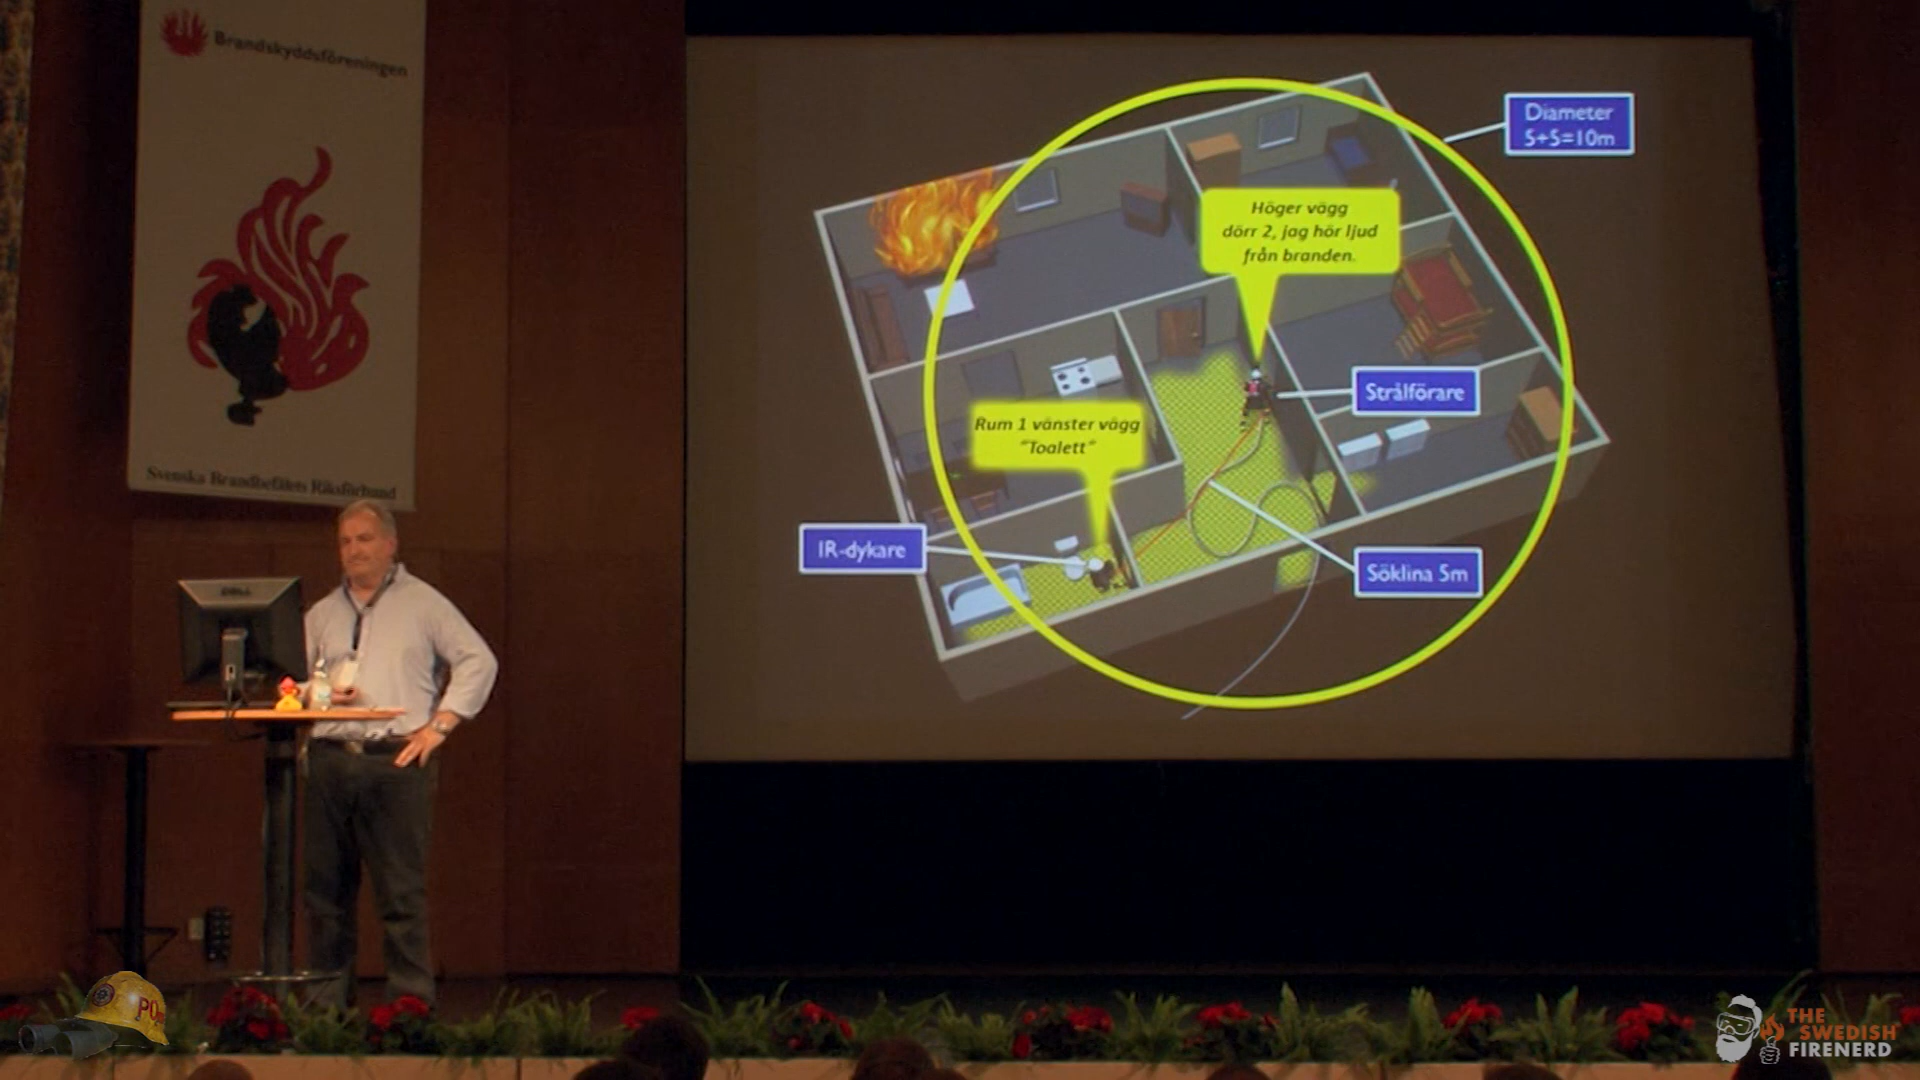 Brandskyddsföreningen
Svenska Brandbefälets Riksförbund
DELL
Diameter
5+5=10m
Höger vägg
dörr 2, jag hör ljud
från branden.
Strålförare
Rum 1 vänster vägg
"Toalett"
IR-dykare
Söklina 5m
THE
SWEDISH
FIRENERD